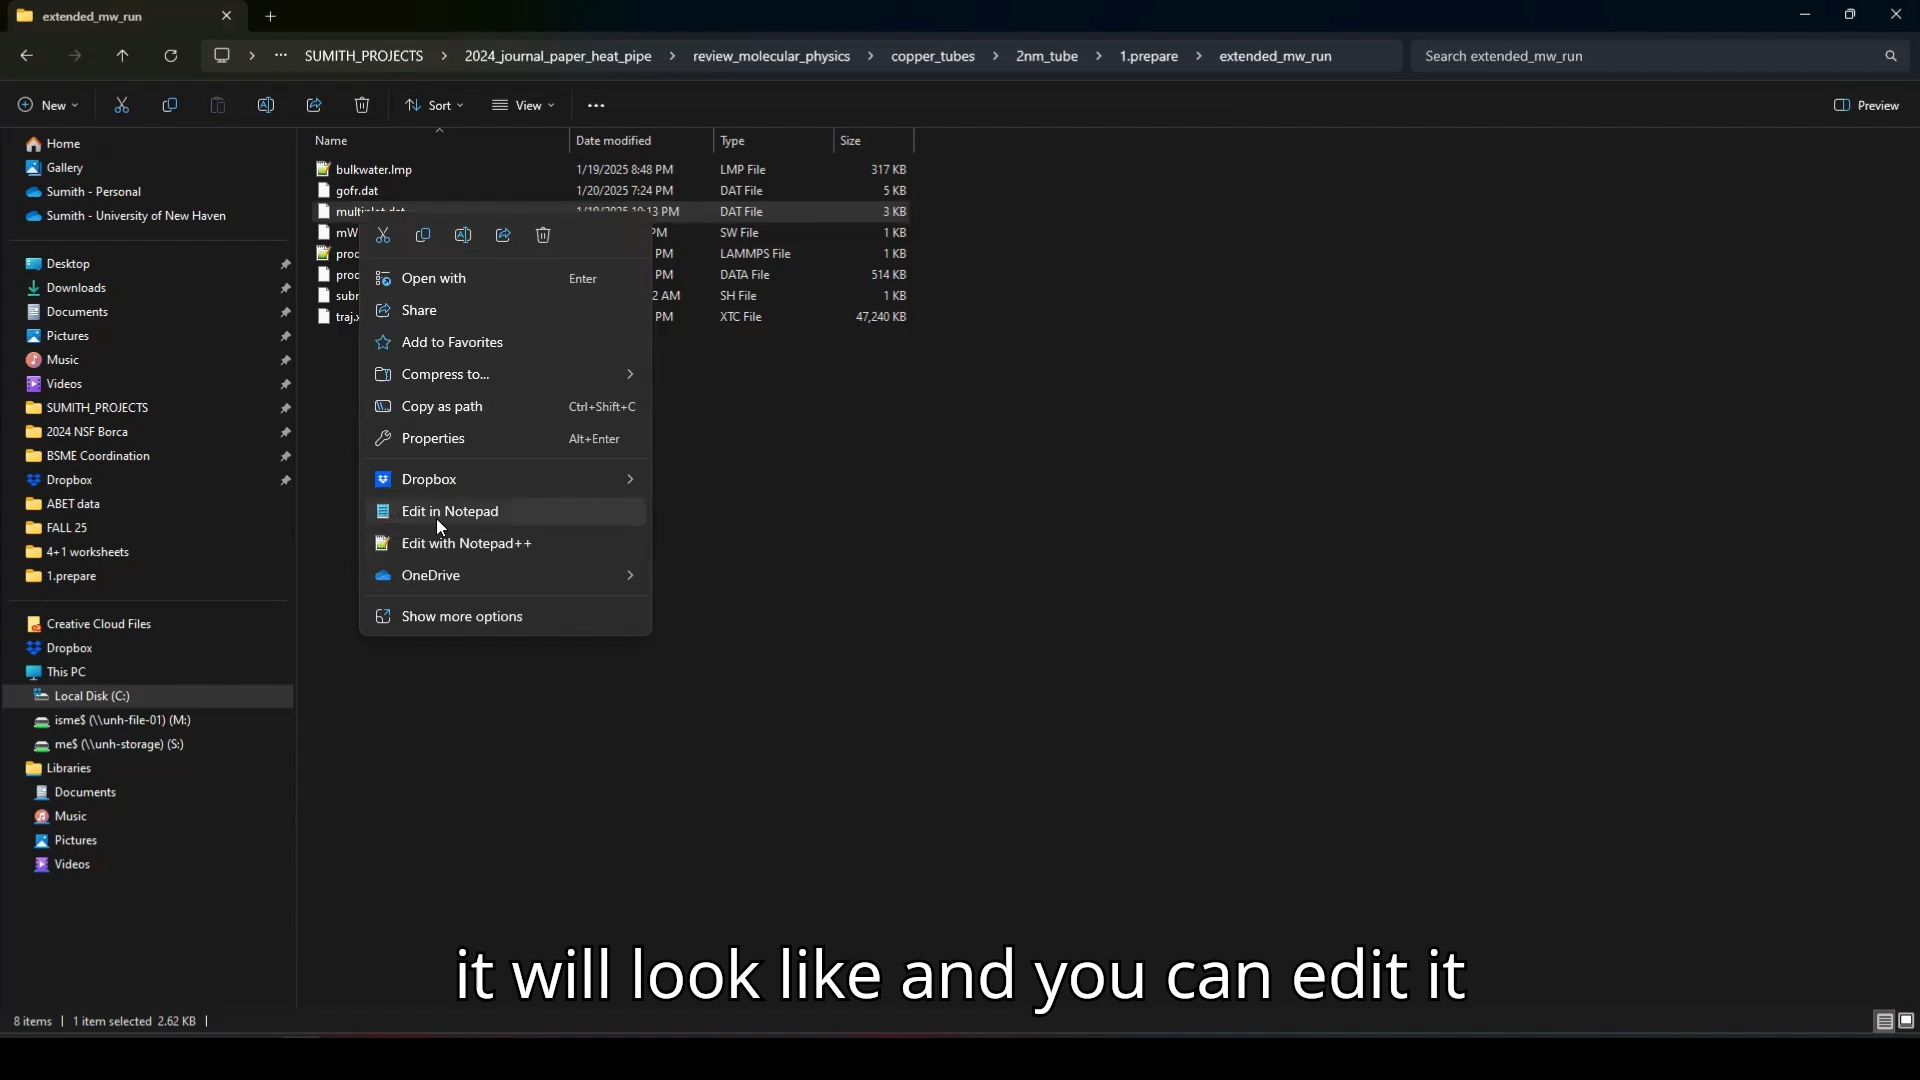 extended_mw_run
SUMITH_PROJECTS > 2024_journal_paper_heat_pipe > review_molecular_physics > copper_tubes > 2nm_tube > 1.prepare > extended_mw_run
Search extended_mw_run
New
Sort
View
Preview
Home
Gallery
Sumith - Personal
Sumith - University of New Haven
Desktop
Downloads
Documents
Pictures
Music
Videos
SUMITH_PROJECTS
2024 NSF Borca
BSME Coordination
Dropbox
ABET data
FALL 25
4+1 worksheets
1.prepare
Creative Cloud Files
Dropbox
This PC
Local Disk (C:)
isme$ (\\unh-file-01) (M:)
me$ (\\unh-storage) (S:)
Libraries
Documents
Music
Pictures
Videos
Name Date modified Type Size
bulkwater.lmp 1/19/2025 8:48 PM LMP File 317 KB
gofr.dat 1/20/2025 7:24 PM DAT File 5 KB
DAT File 3 KB
mW PM SW File 1 KB
proc PM LAMMPS File 1 KB
proc PM DATA File 514 KB
subr 2 AM SH File 1 KB
traj.x PM XTC File 47,240 KB
Open with Enter
Share
Add to Favorites
Compress to...
Copy as path Ctrl+Shift+C
Properties Alt+Enter
Dropbox
Edit in Notepad
Edit with Notepad++
OneDrive
Show more options
it will look like and you can edit it
8 items | 1 item selected 2.62 KB |